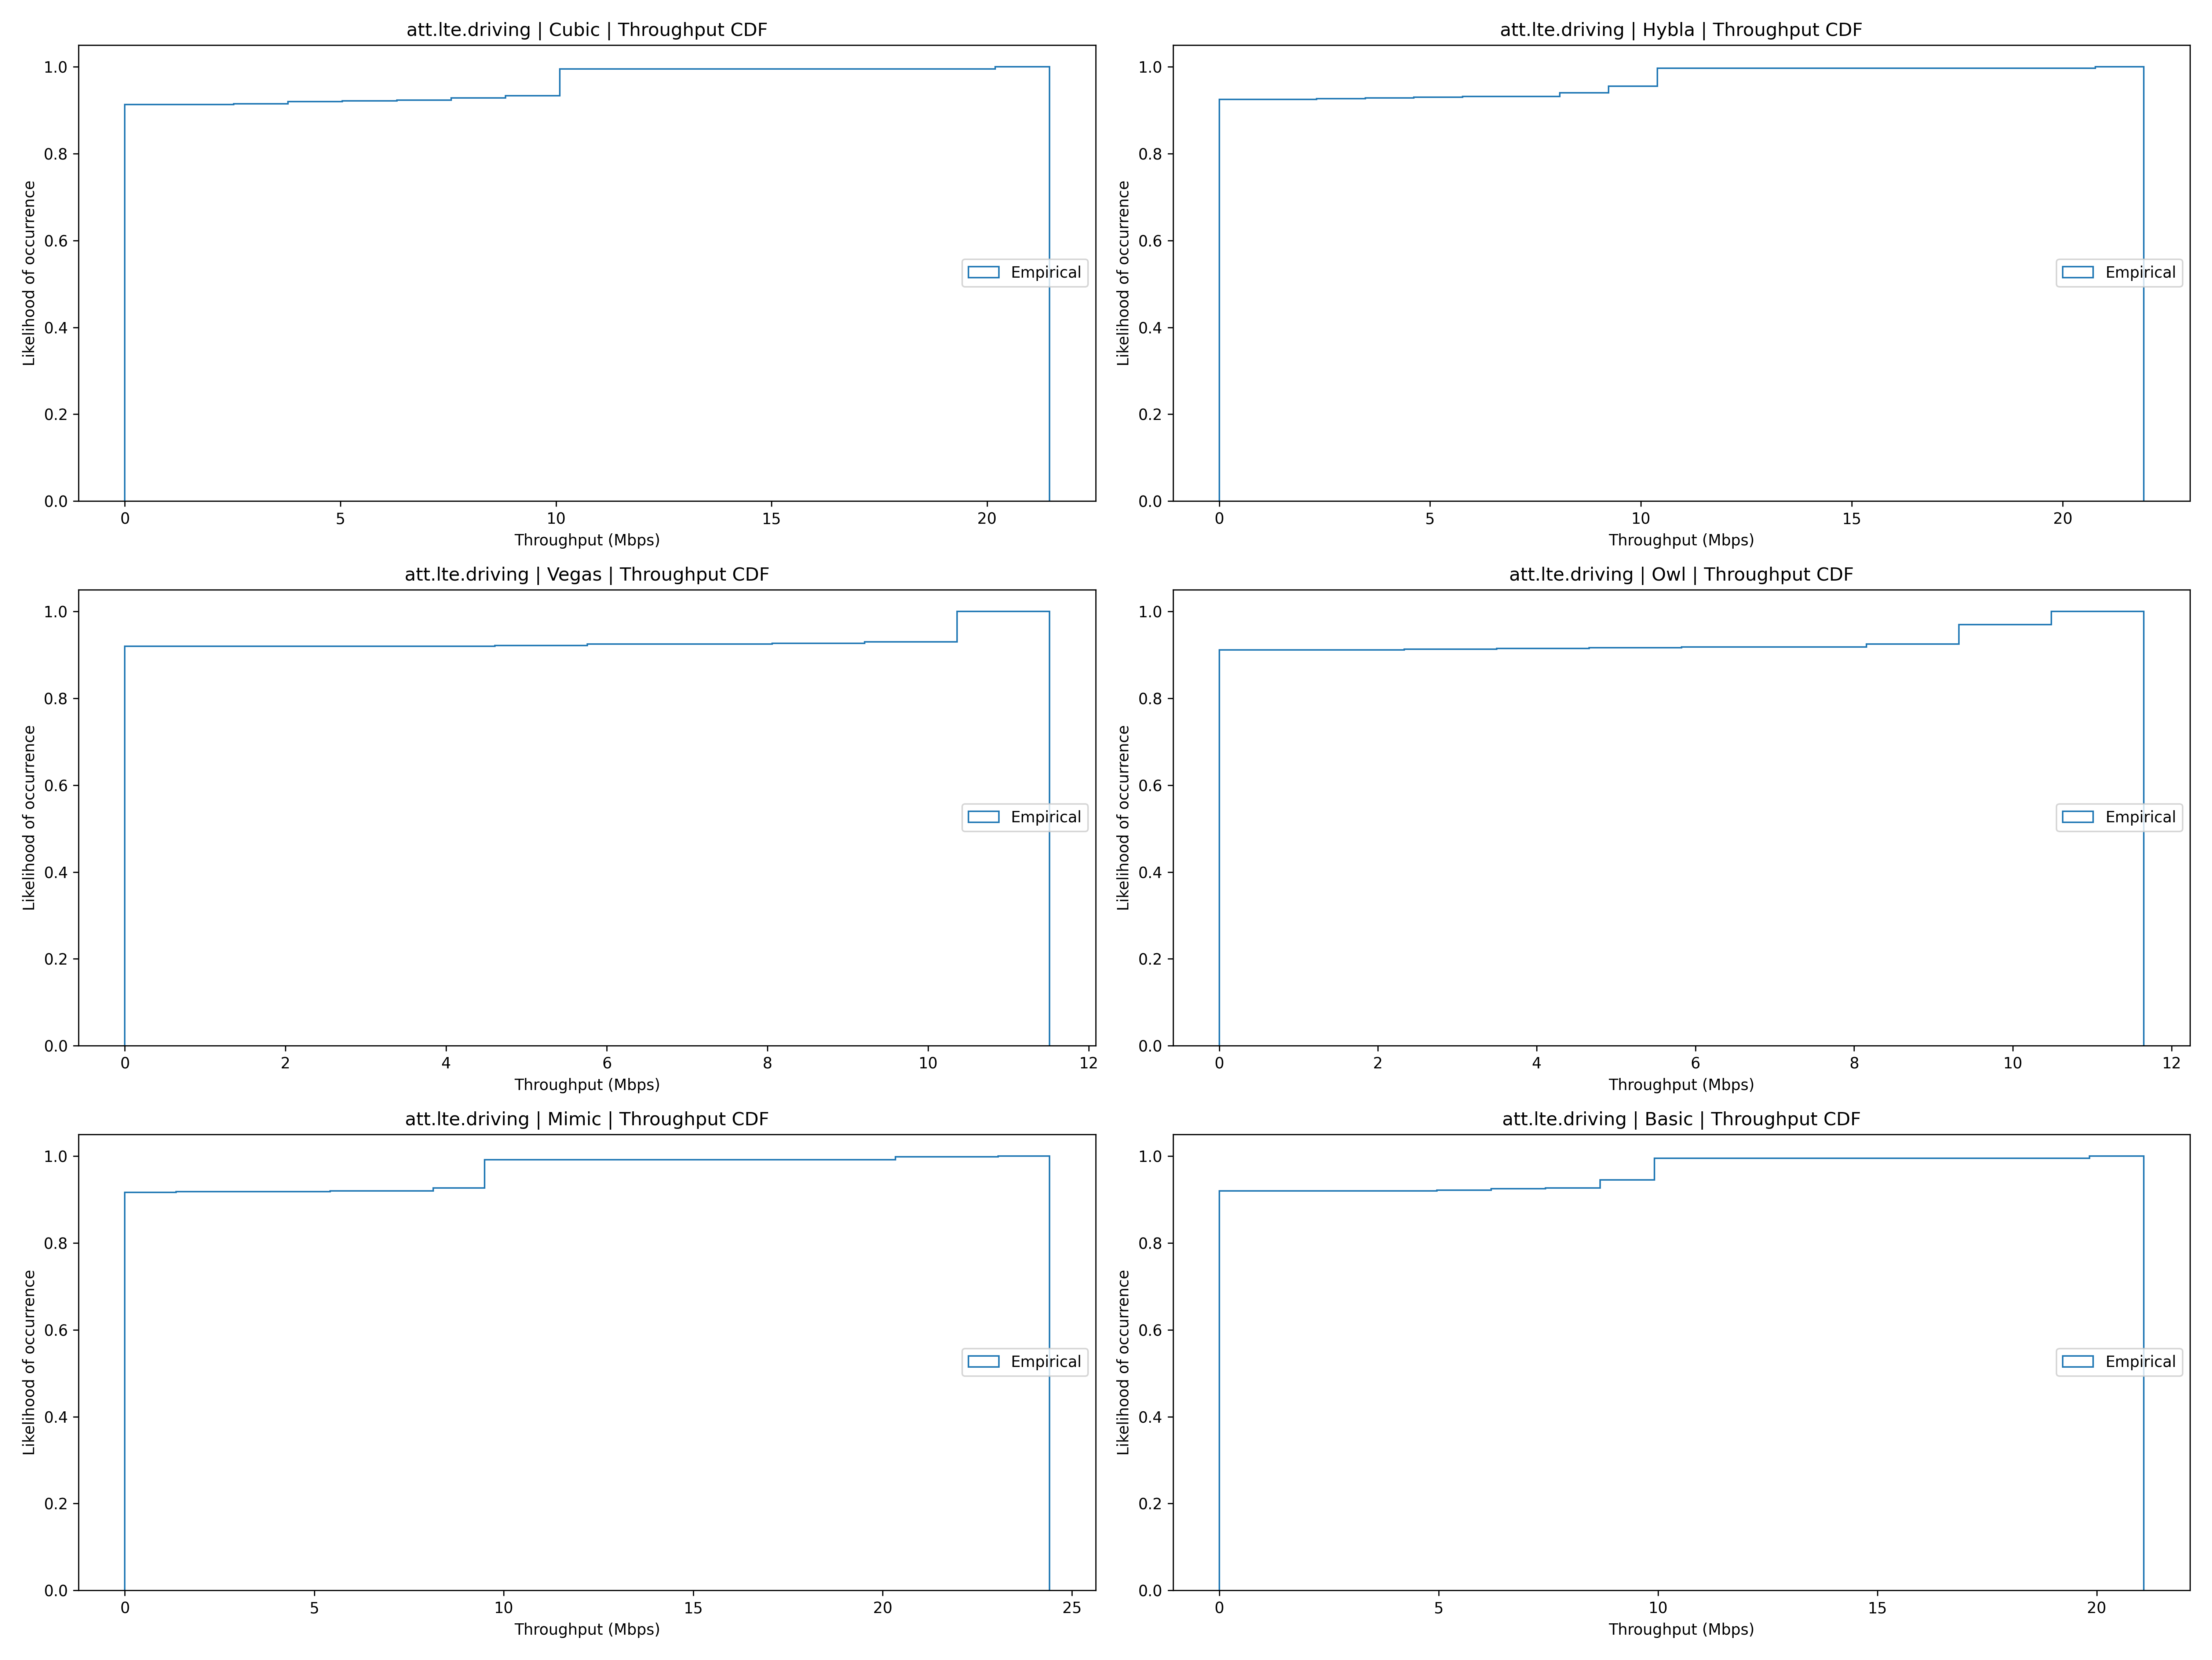 att.lte.driving | Cubic | Throughput CDF
Likelihood of occurrence
1.0
0.8
0.6
0.4
0.2
0.0
Empirical
0 5 10 15 20
Throughput (Mbps)
att.lte.driving | Hybla | Throughput CDF
Likelihood of occurrence
1.0
0.8
0.6
0.4
0.2
0.0
Empirical
0 5 10 15 20
Throughput (Mbps)
att.lte.driving | Vegas | Throughput CDF
Likelihood of occurrence
1.0
0.8
0.6
0.4
0.2
0.0
Empirical
0 2 4 6 8 10 12
Throughput (Mbps)
att.lte.driving | Owl | Throughput CDF
Likelihood of occurrence
1.0
0.8
0.6
0.4
0.2
0.0
Empirical
0 2 4 6 8 10 12
Throughput (Mbps)
att.lte.driving | Mimic | Throughput CDF
Likelihood of occurrence
1.0
0.8
0.6
0.4
0.2
0.0
Empirical
0 5 10 15 20 25
Throughput (Mbps)
att.lte.driving | Basic | Throughput CDF
Likelihood of occurrence
1.0
0.8
0.6
0.4
0.2
0.0
Empirical
0 5 10 15 20
Throughput (Mbps)